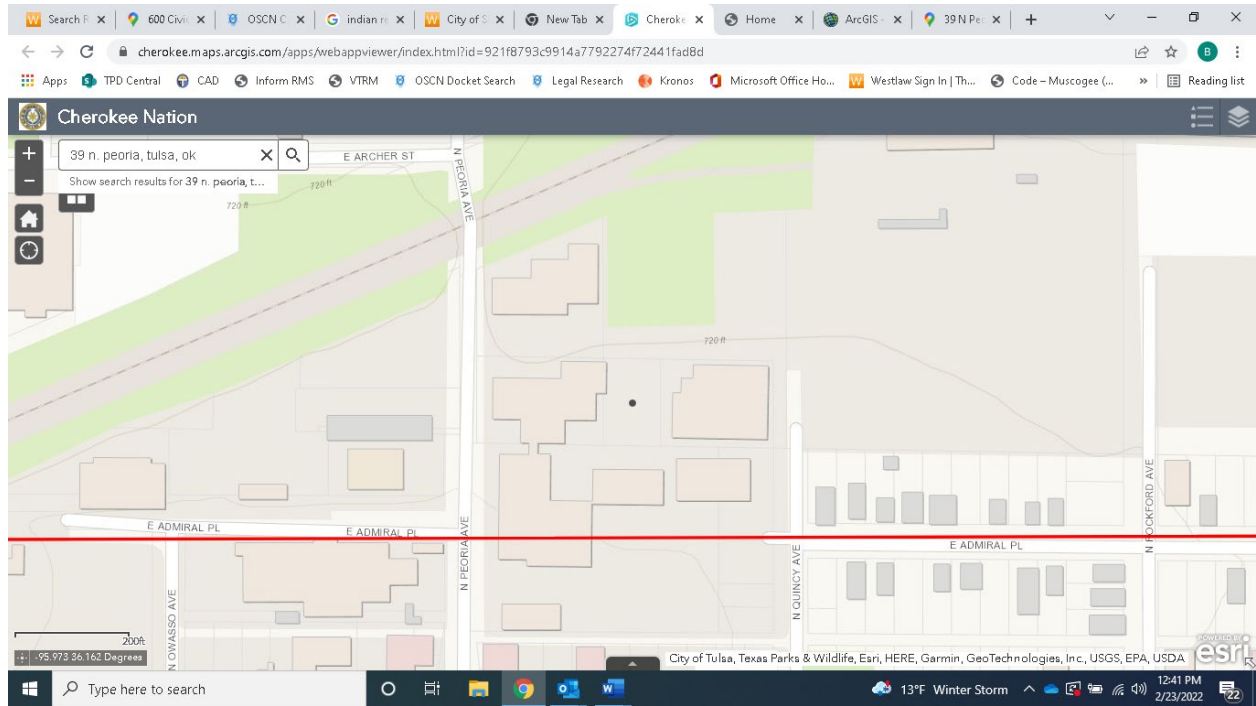 Search R
600 Civic
OSCN C
indian re
City of S
New Tab
Cheroke
Home
ArcGIS -
39 N Peo
cherokee.maps.arcgis.com/apps/webappviewer/index.html?id=921f8793c9914a7792274f72441fad8d
B
Apps TPD Central CAD Inform RMS VTRM OSCN Docket Search Legal Research Kronos Microsoft Office Ho... Westlaw Sign In | Th... Code – Muscogee (... » Reading list
Cherokee Nation
39 n. peoria, tulsa, ok
Show search results for 39 n. peoria, t...
E ARCHER ST
N PEORIA AVE
720 ft
720 ft
720 ft
E ADMIRAL PL
E ADMIRAL PL
N PEORIA AVE
E ADMIRAL PL
N ROCKFORD AVE
N QUINCY AVE
N OWASSO AVE
200ft
-95.973 36.162 Degrees
City of Tulsa, Texas Parks & Wildlife, Esri, HERE, Garmin, GeoTechnologies, Inc., USGS, EPA, USDA
POWERED BY
esri
Type here to search
13°F Winter Storm
12:41 PM
2/23/2022
22